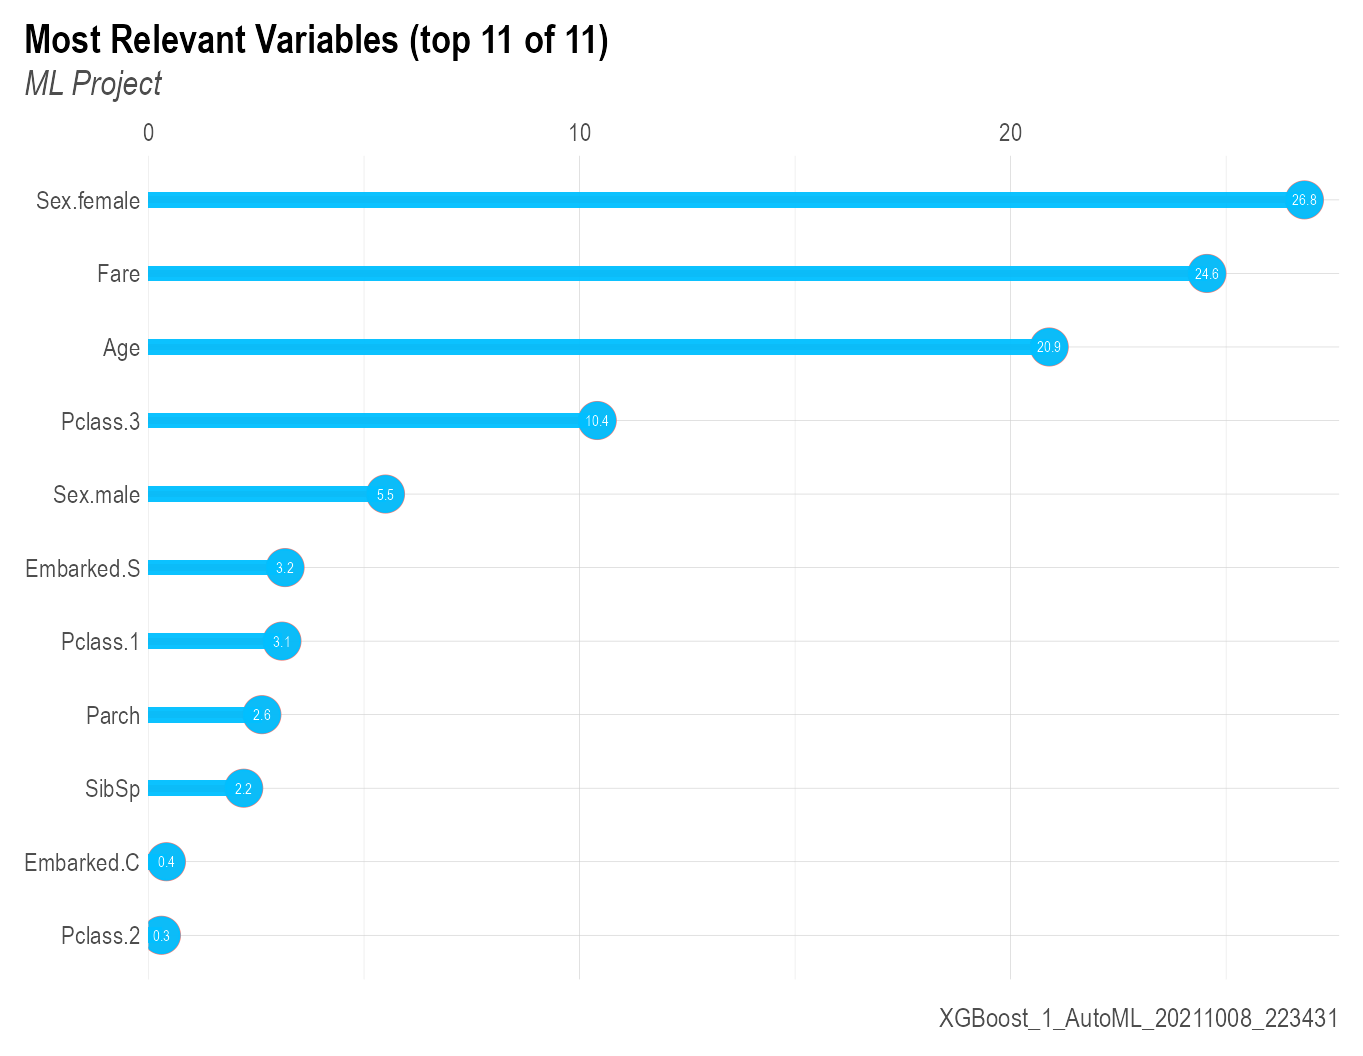 Most Relevant Variables (top 11 of 11)
ML Project
0 10 20
Sex.female 26.8
Fare 24.6
Age 20.9
Pclass.3 10.4
Sex.male 5.5
Embarked.S 3.2
Pclass.1 3.1
Parch 2.6
SibSp 2.2
Embarked.C 0.4
Pclass.2 0.3
XGBoost_1_AutoML_20211008_223431